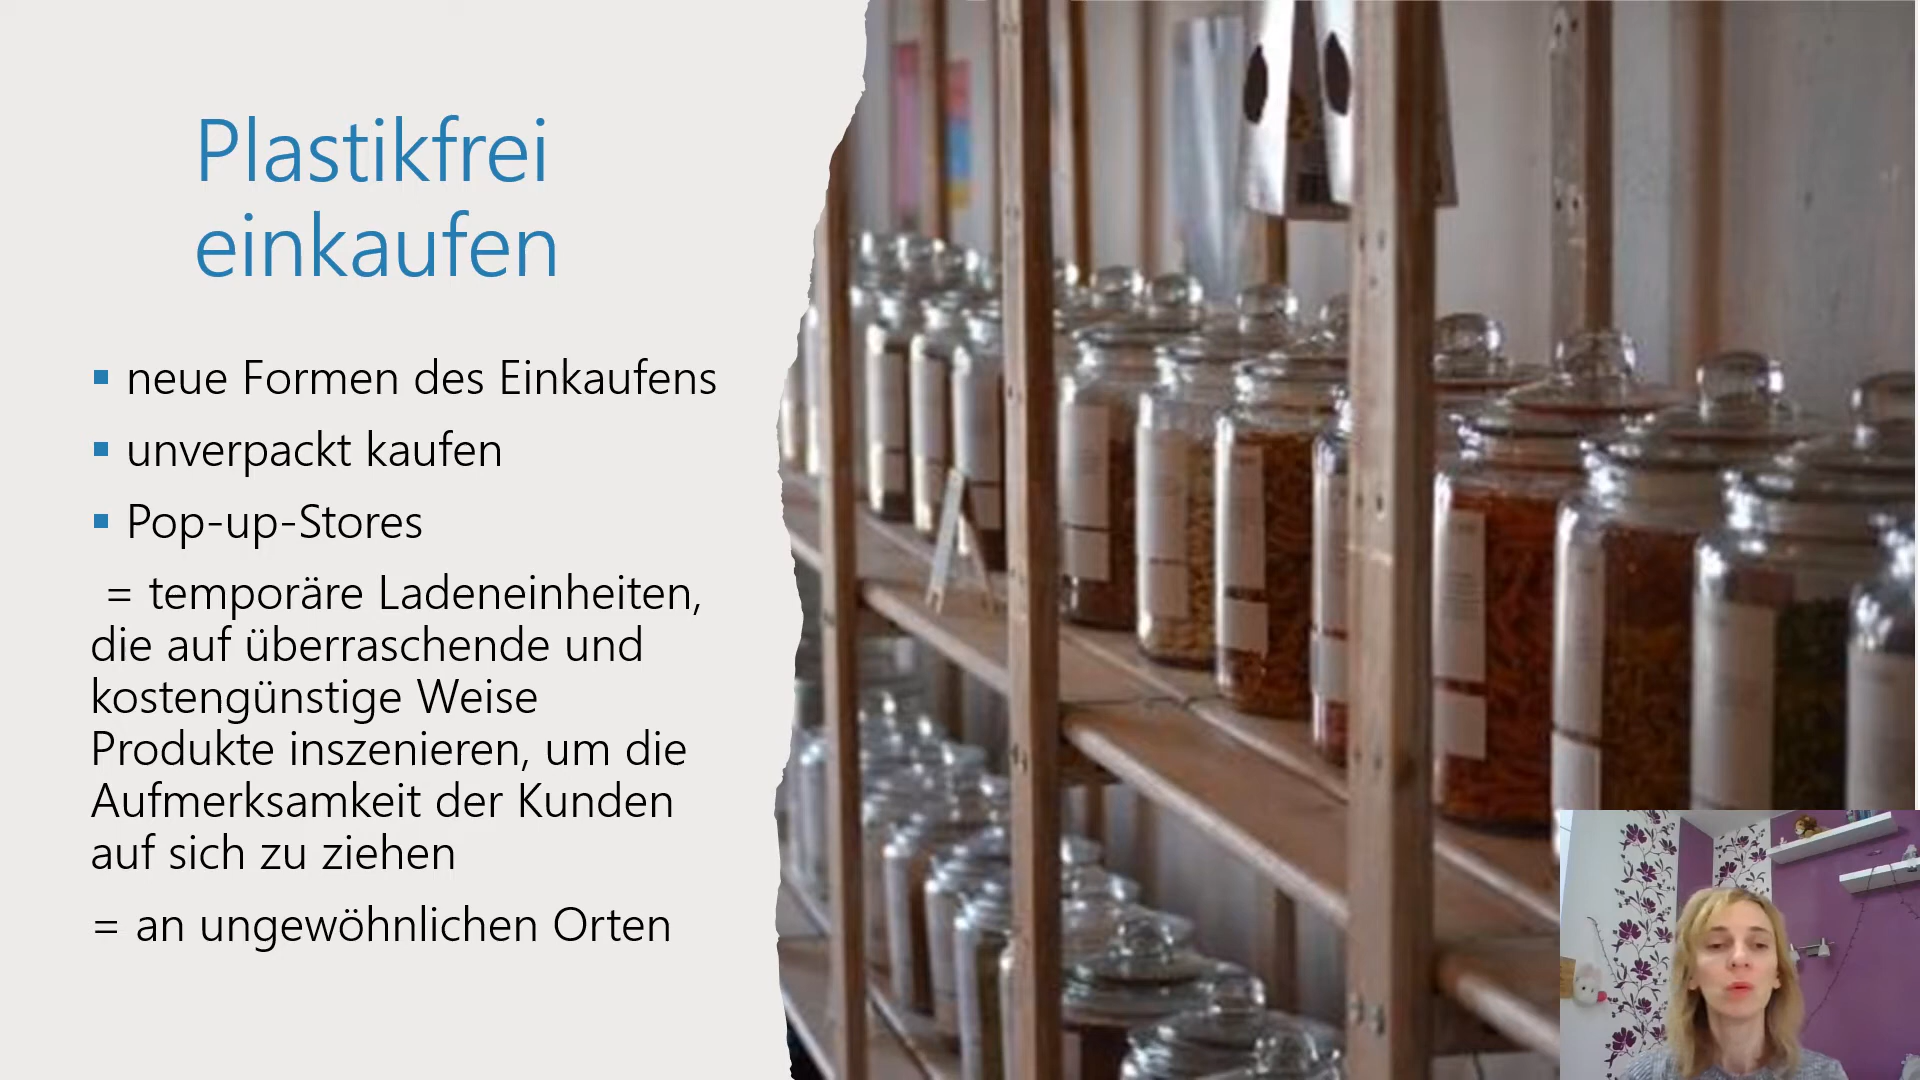 Plastikfrei
einkaufen
▪ neue Formen des Einkaufens
▪ unverpackt kaufen
▪ Pop-up-Stores
= temporäre Ladeneinheiten,
die auf überraschende und
kostengünstige Weise
Produkte inszenieren, um die
Aufmerksamkeit der Kunden
auf sich zu ziehen
= an ungewöhnlichen Orten